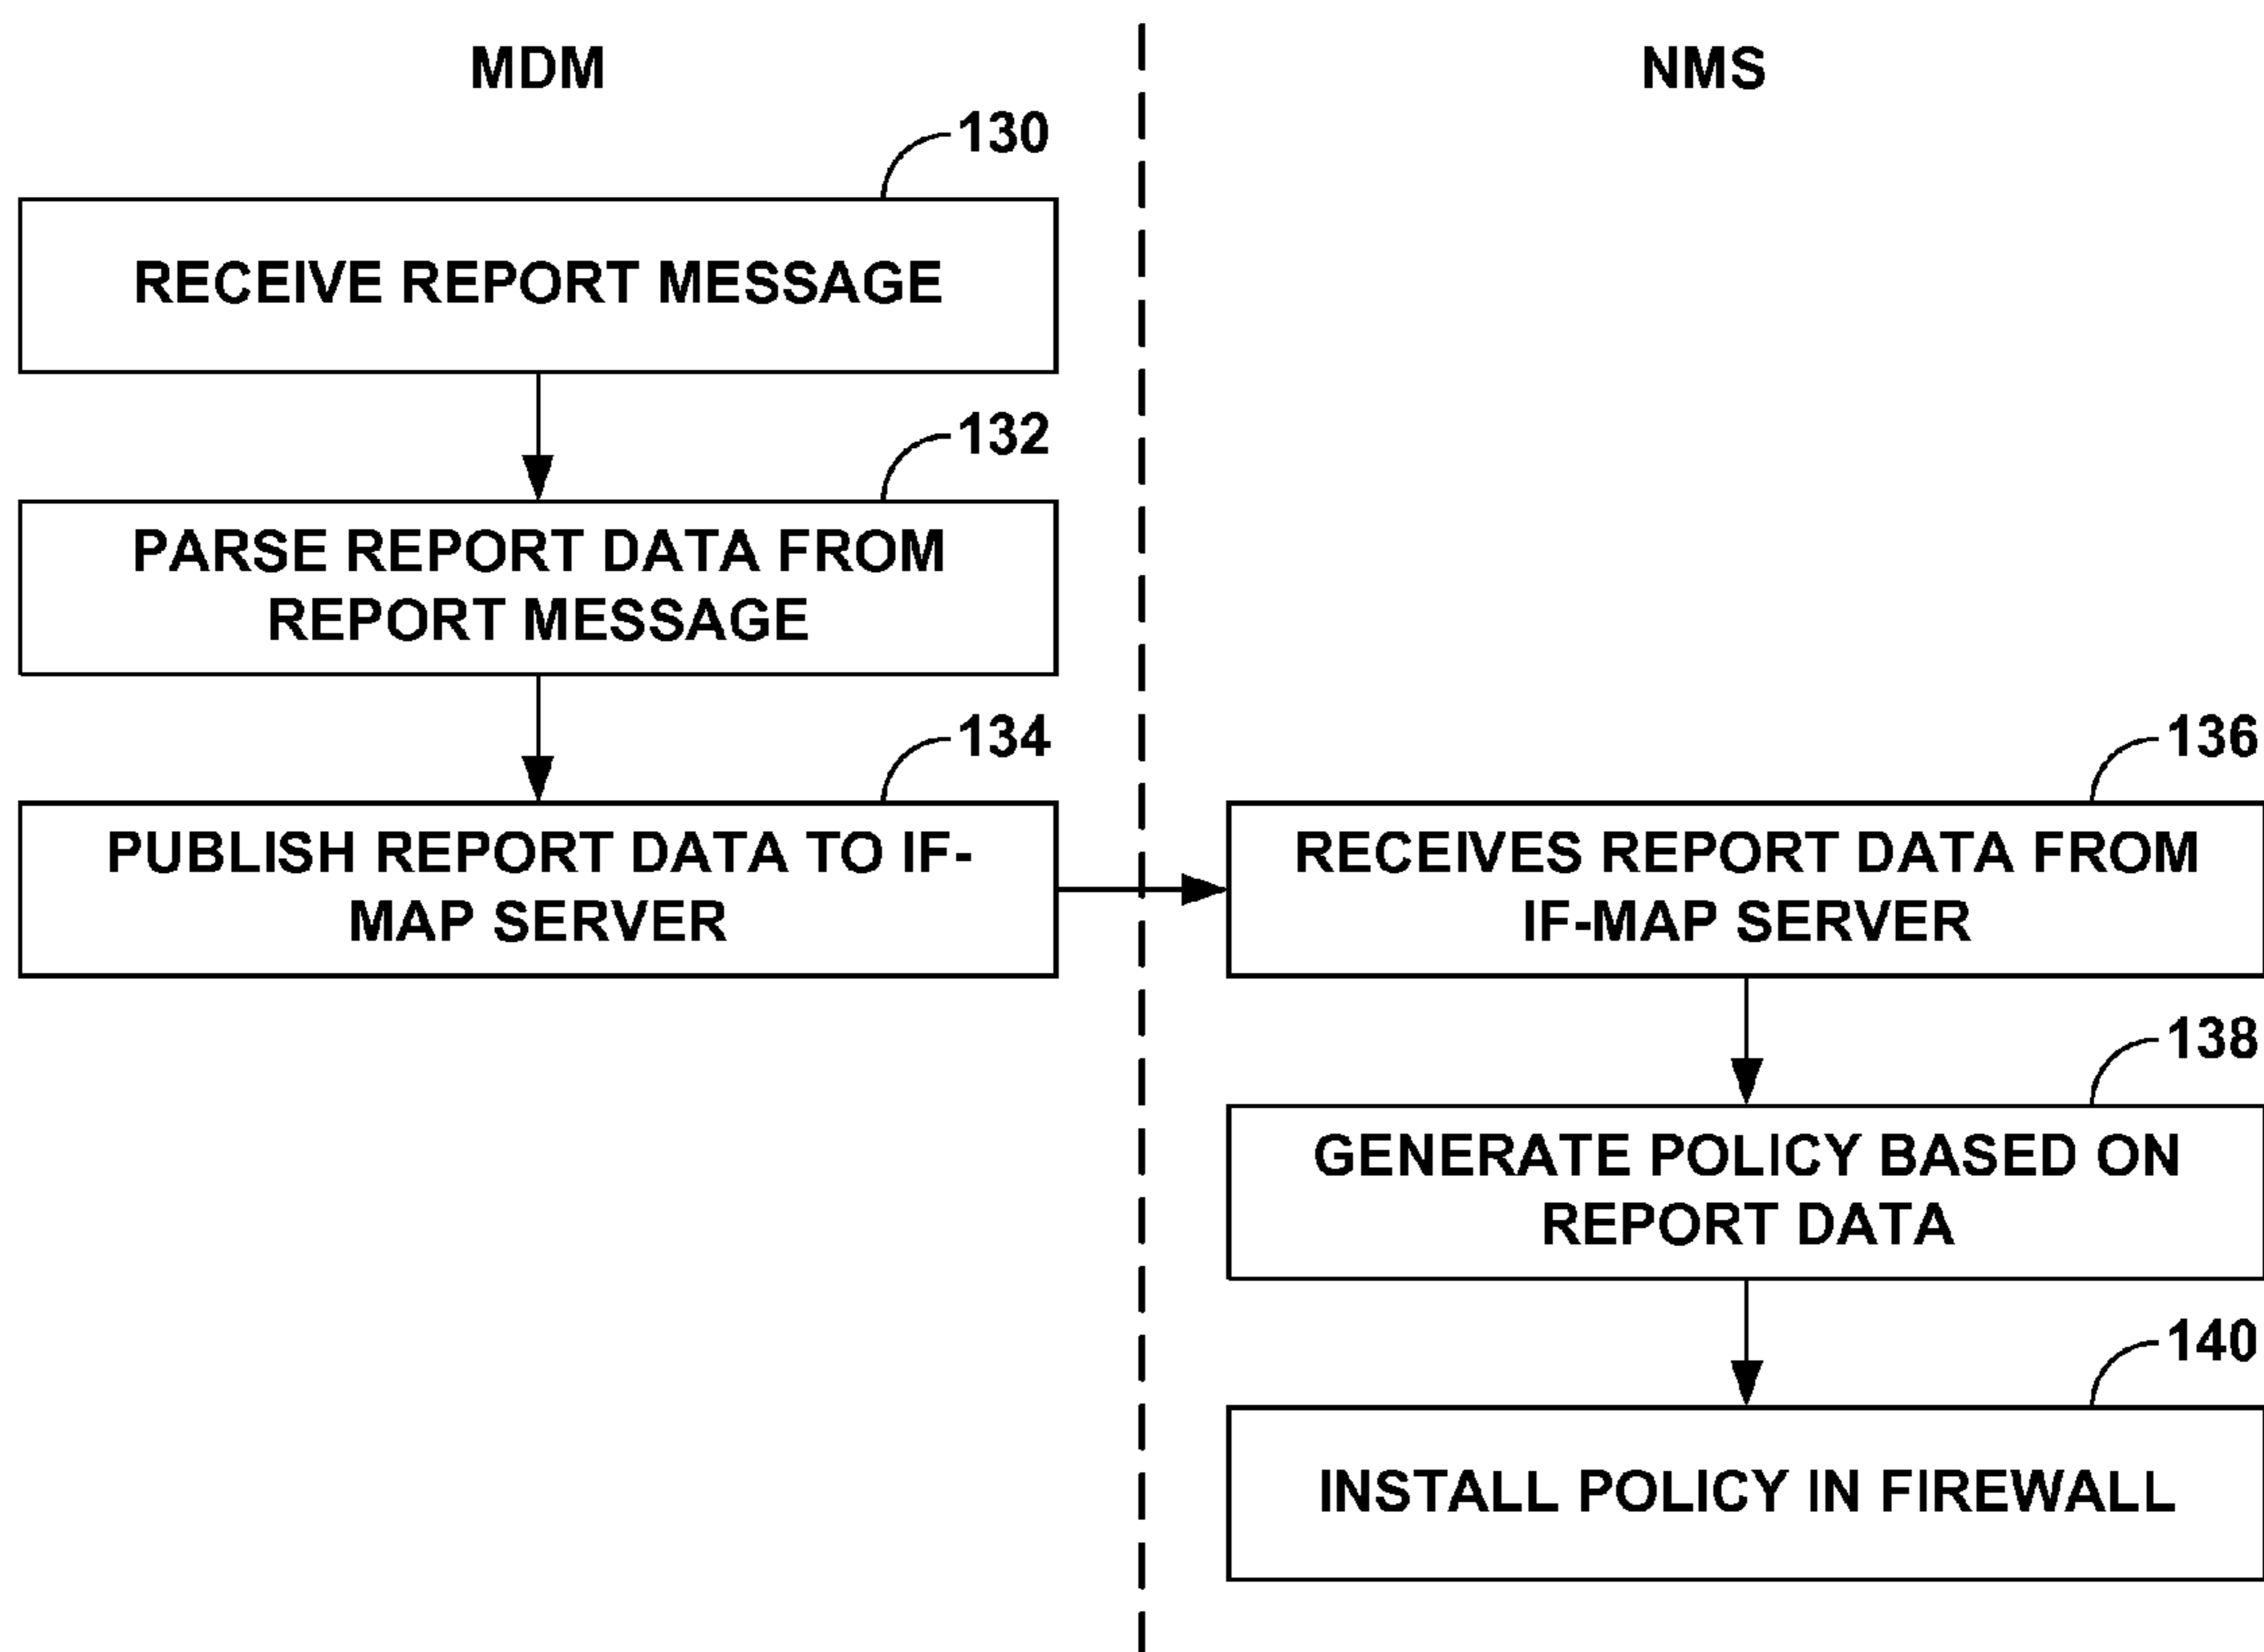 MDM
NMS
130
RECEIVE REPORT MESSAGE
132
PARSE REPORT DATA FROM
REPORT MESSAGE
134
PUBLISH REPORT DATA TO IF-
MAP SERVER
136
RECEIVES REPORT DATA FROM
IF-MAP SERVER
138
GENERATE POLICY BASED ON
REPORT DATA
140
INSTALL POLICY IN FIREWALL